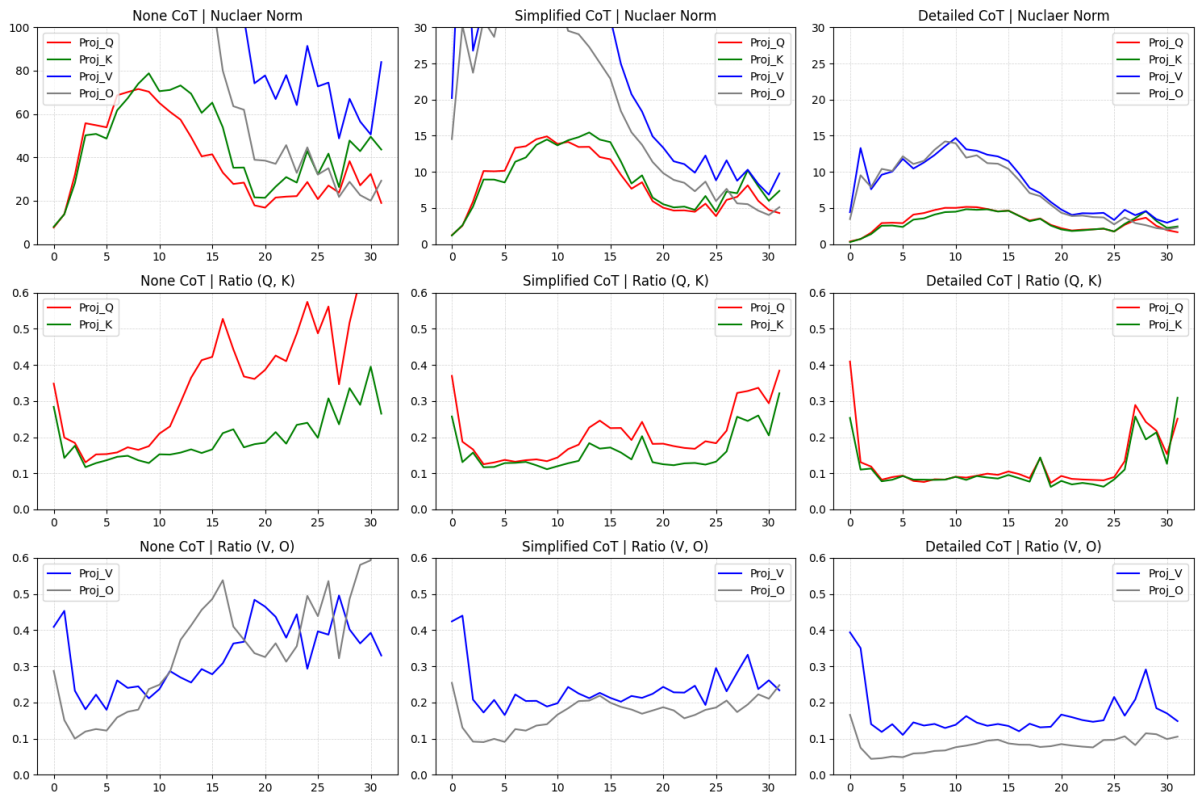 None CoT | Nuclaer Norm
100
80
60
40
20
0
0 5 10 15 20 25 30
Proj_Q
Proj_K
Proj_V
Proj_O
Simplified CoT | Nuclaer Norm
30
25
20
15
10
5
0
0 5 10 15 20 25 30
Proj_Q
Proj_K
Proj_V
Proj_O
Detailed CoT | Nuclaer Norm
30
25
20
15
10
5
0
0 5 10 15 20 25 30
Proj_Q
Proj_K
Proj_V
Proj_O
None CoT | Ratio (Q, K)
0.6
0.5
0.4
0.3
0.2
0.1
0.0
0 5 10 15 20 25 30
Proj_Q
Proj_K
Simplified CoT | Ratio (Q, K)
0.6
0.5
0.4
0.3
0.2
0.1
0.0
0 5 10 15 20 25 30
Proj_Q
Proj_K
Detailed CoT | Ratio (Q, K)
0.6
0.5
0.4
0.3
0.2
0.1
0.0
0 5 10 15 20 25 30
Proj_Q
Proj_K
None CoT | Ratio (V, O)
0.6
0.5
0.4
0.3
0.2
0.1
0.0
0 5 10 15 20 25 30
Proj_V
Proj_O
Simplified CoT | Ratio (V, O)
0.6
0.5
0.4
0.3
0.2
0.1
0.0
0 5 10 15 20 25 30
Proj_V
Proj_O
Detailed CoT | Ratio (V, O)
0.6
0.5
0.4
0.3
0.2
0.1
0.0
0 5 10 15 20 25 30
Proj_V
Proj_O